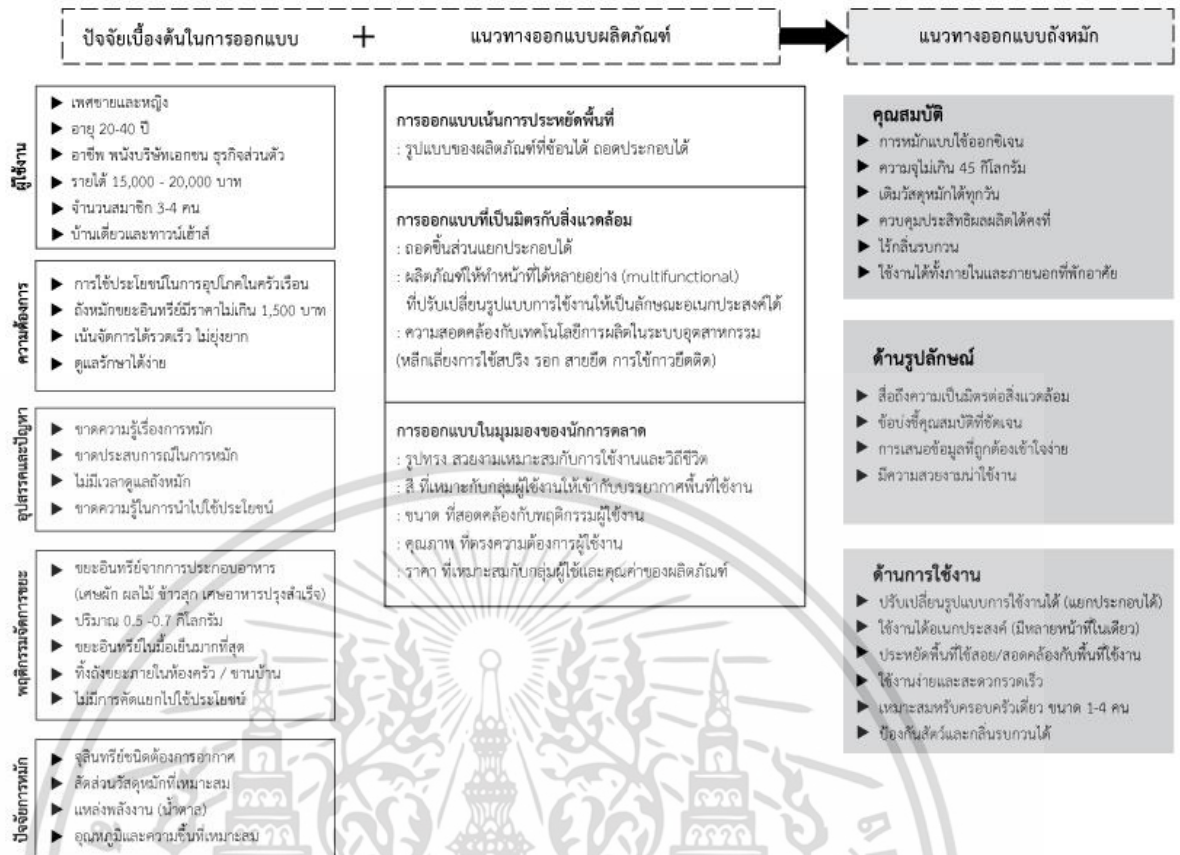 ปัจจัยเบื้องต้นในการออกแบบ + แนวทางออกแบบผลิตภัณฑ์ แนวทางออกแบบถังหมัก
ผู้ใช้งาน
▶ เพศชายและหญิง
▶ อายุ 20-40 ปี
▶ อาชีพ พนังบริษัทเอกชน ธุรกิจส่วนตัว
▶ รายได้ 15,000 - 20,000 บาท
▶ จำนวนสมาชิก 3-4 คน
▶ บ้านเดี่ยวและทาวน์เฮ้าส์
ความต้องการ
▶ การใช้ประโยชน์ในการอุปโภคในครัวเรือน
▶ ถังหมักขยะอินทรีย์มีราคาไม่เกิน 1,500 บาท
▶ เน้นจัดการได้รวดเร็ว ไม่ยุ่งยาก
▶ ดูแลรักษาได้ง่าย
อุปสรรคและปัญหา
▶ ขาดความรู้เรื่องการหมัก
▶ ขาดประสบการณ์ในการหมัก
▶ ไม่มีเวลาดูแลถังหมัก
▶ ขาดความรู้ในการนำไปใช้ประโยชน์
พฤติกรรมจัดการขยะ
▶ ขยะอินทรีย์จากการประกอบอาหาร
(เศษผัก ผลไม้ ข้าวสุก เศษอาหารปรุงสำเร็จ)
▶ ปริมาณ 0.5 -0.7 กิโลกรัม
▶ ขยะอินทรีย์ในมื้อเย็นมากที่สุด
▶ ทิ้งถังขยะภายในห้องครัว / ชานบ้าน
▶ ไม่มีการคัดแยกไปใช้ประโยชน์
ปัจจัยการหมัก
▶ จุลินทรีย์ชนิดต้องการอากาศ
▶ สัดส่วนวัสดุหมักที่เหมาะสม
▶ แหล่งพลังงาน (น้ำตาล)
▶ อุณหภูมิและความชื้นที่เหมาะสม
การออกแบบเน้นการประหยัดพื้นที่
: รูปแบบของผลิตภัณฑ์ที่ซ้อนได้ ถอดประกอบได้
การออกแบบที่เป็นมิตรกับสิ่งแวดล้อม
: ถอดชิ้นส่วนแยกประกอบได้
: ผลิตภัณฑ์ให้ทำหน้าที่ได้หลายอย่าง (multifunctional)
ที่ปรับเปลี่ยนรูปแบบการใช้งานให้เป็นลักษณะอเนกประสงค์ได้
: ความสอดคล้องกับเทคโนโลยีการผลิตในระบบอุตสาหกรรม
(หลีกเลี่ยงการใช้สปริง รอก สายยึด การใช้กาวยึดติด)
การออกแบบในมุมมองของนักการตลาด
: รูปทรง สวยงามเหมาะสมกับการใช้งานและวิถีชีวิต
: สี ที่เหมาะกับกลุ่มผู้ใช้งานให้เข้ากับบรรยากาศพื้นที่ใช้งาน
: ขนาด ที่สอดคล้องกับพฤติกรรมผู้ใช้งาน
: คุณภาพ ที่ตรงความต้องการผู้ใช้งาน
: ราคา ที่เหมาะสมกับกลุ่มผู้ใช้และคุณค่าของผลิตภัณฑ์
คุณสมบัติ
▶ การหมักแบบใช้ออกซิเจน
▶ ความจุไม่เกิน 45 กิโลกรัม
▶ เติมวัสดุหมักได้ทุกวัน
▶ ควบคุมประสิทธิผลผลิตได้คงที่
▶ ไร้กลิ่นรบกวน
▶ ใช้งานได้ทั้งภายในและภายนอกที่พักอาศัย
ด้านรูปลักษณ์
▶ สื่อถึงความเป็นมิตรต่อสิ่งแวดล้อม
▶ ข้อบ่งชี้คุณสมบัติที่ชัดเจน
▶ การเสนอข้อมูลที่ถูกต้องเข้าใจง่าย
▶ มีความสวยงามน่าใช้งาน
ด้านการใช้งาน
▶ ปรับเปลี่ยนรูปแบบการใช้งานได้ (แยกประกอบได้)
▶ ใช้งานได้อเนกประสงค์ (มีหลายหน้าที่ในเดียว)
▶ ประหยัดพื้นที่ใช้สอย/สอดคล้องกับพื้นที่ใช้งาน
▶ ใช้งานง่ายและสะดวกรวดเร็ว
▶ เหมาะสมหรับครอบครัวเดี่ยว ขนาด 1-4 คน
▶ ป้องกันสัตว์และกลิ่นรบกวนได้